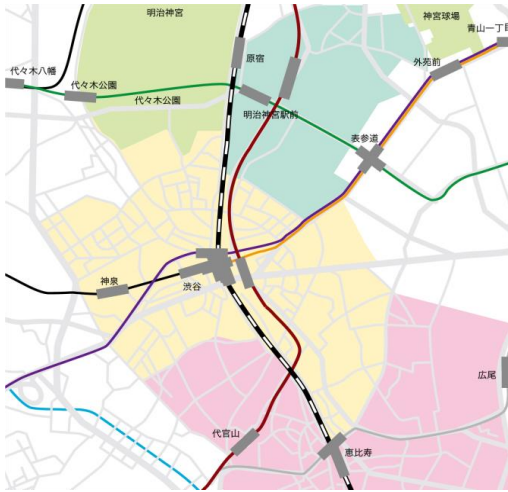 明治神宮
神宮球場
青山一丁目
原宿
外苑前
代々木八幡
代々木公園
代々木公園
明治神宮駅前
表参道
神泉
渋谷
広尾
代官山
恵比寿